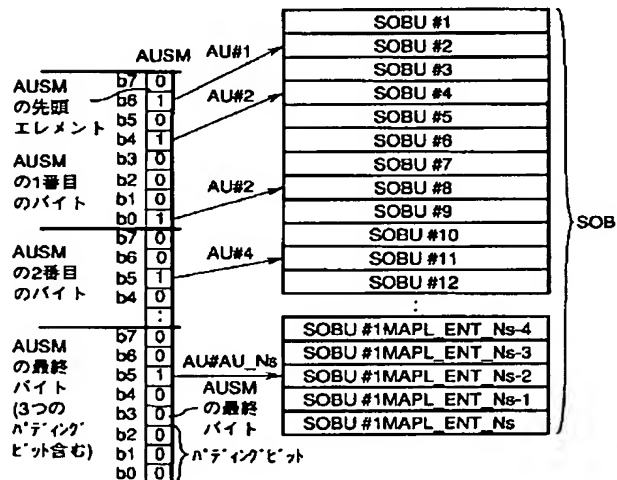 AUSM
AUSM
の先頭
エレメント
AUSM
の1番目
のバイト
AUSM
の2番目
のバイト
AUSM
の最終
バイト
(3つの
パディング
ビット含む)
b7 0
b6 1
b5 0
b4 1
b3 0
b2 0
b1 0
b0 1
b7 0
b6 0
b5 1
b4 0
:
b7 0
b6 0
b5 1
b4 0
b3 0
b2 0
b1 0
b0 0
AU#1
AU#2
AU#2
AU#4
AU#AU_Ns
AUSM
の最終
バイト
パディングビット
SOBU #1
SOBU #2
SOBU #3
SOBU #4
SOBU #5
SOBU #6
SOBU #7
SOBU #8
SOBU #9
SOBU #10
SOBU #11
SOBU #12
:
SOBU #1MAPL_ENT_Ns-4
SOBU #1MAPL_ENT_Ns-3
SOBU #1MAPL_ENT_Ns-2
SOBU #1MAPL_ENT_Ns-1
SOBU #1MAPL_ENT_Ns
SOB